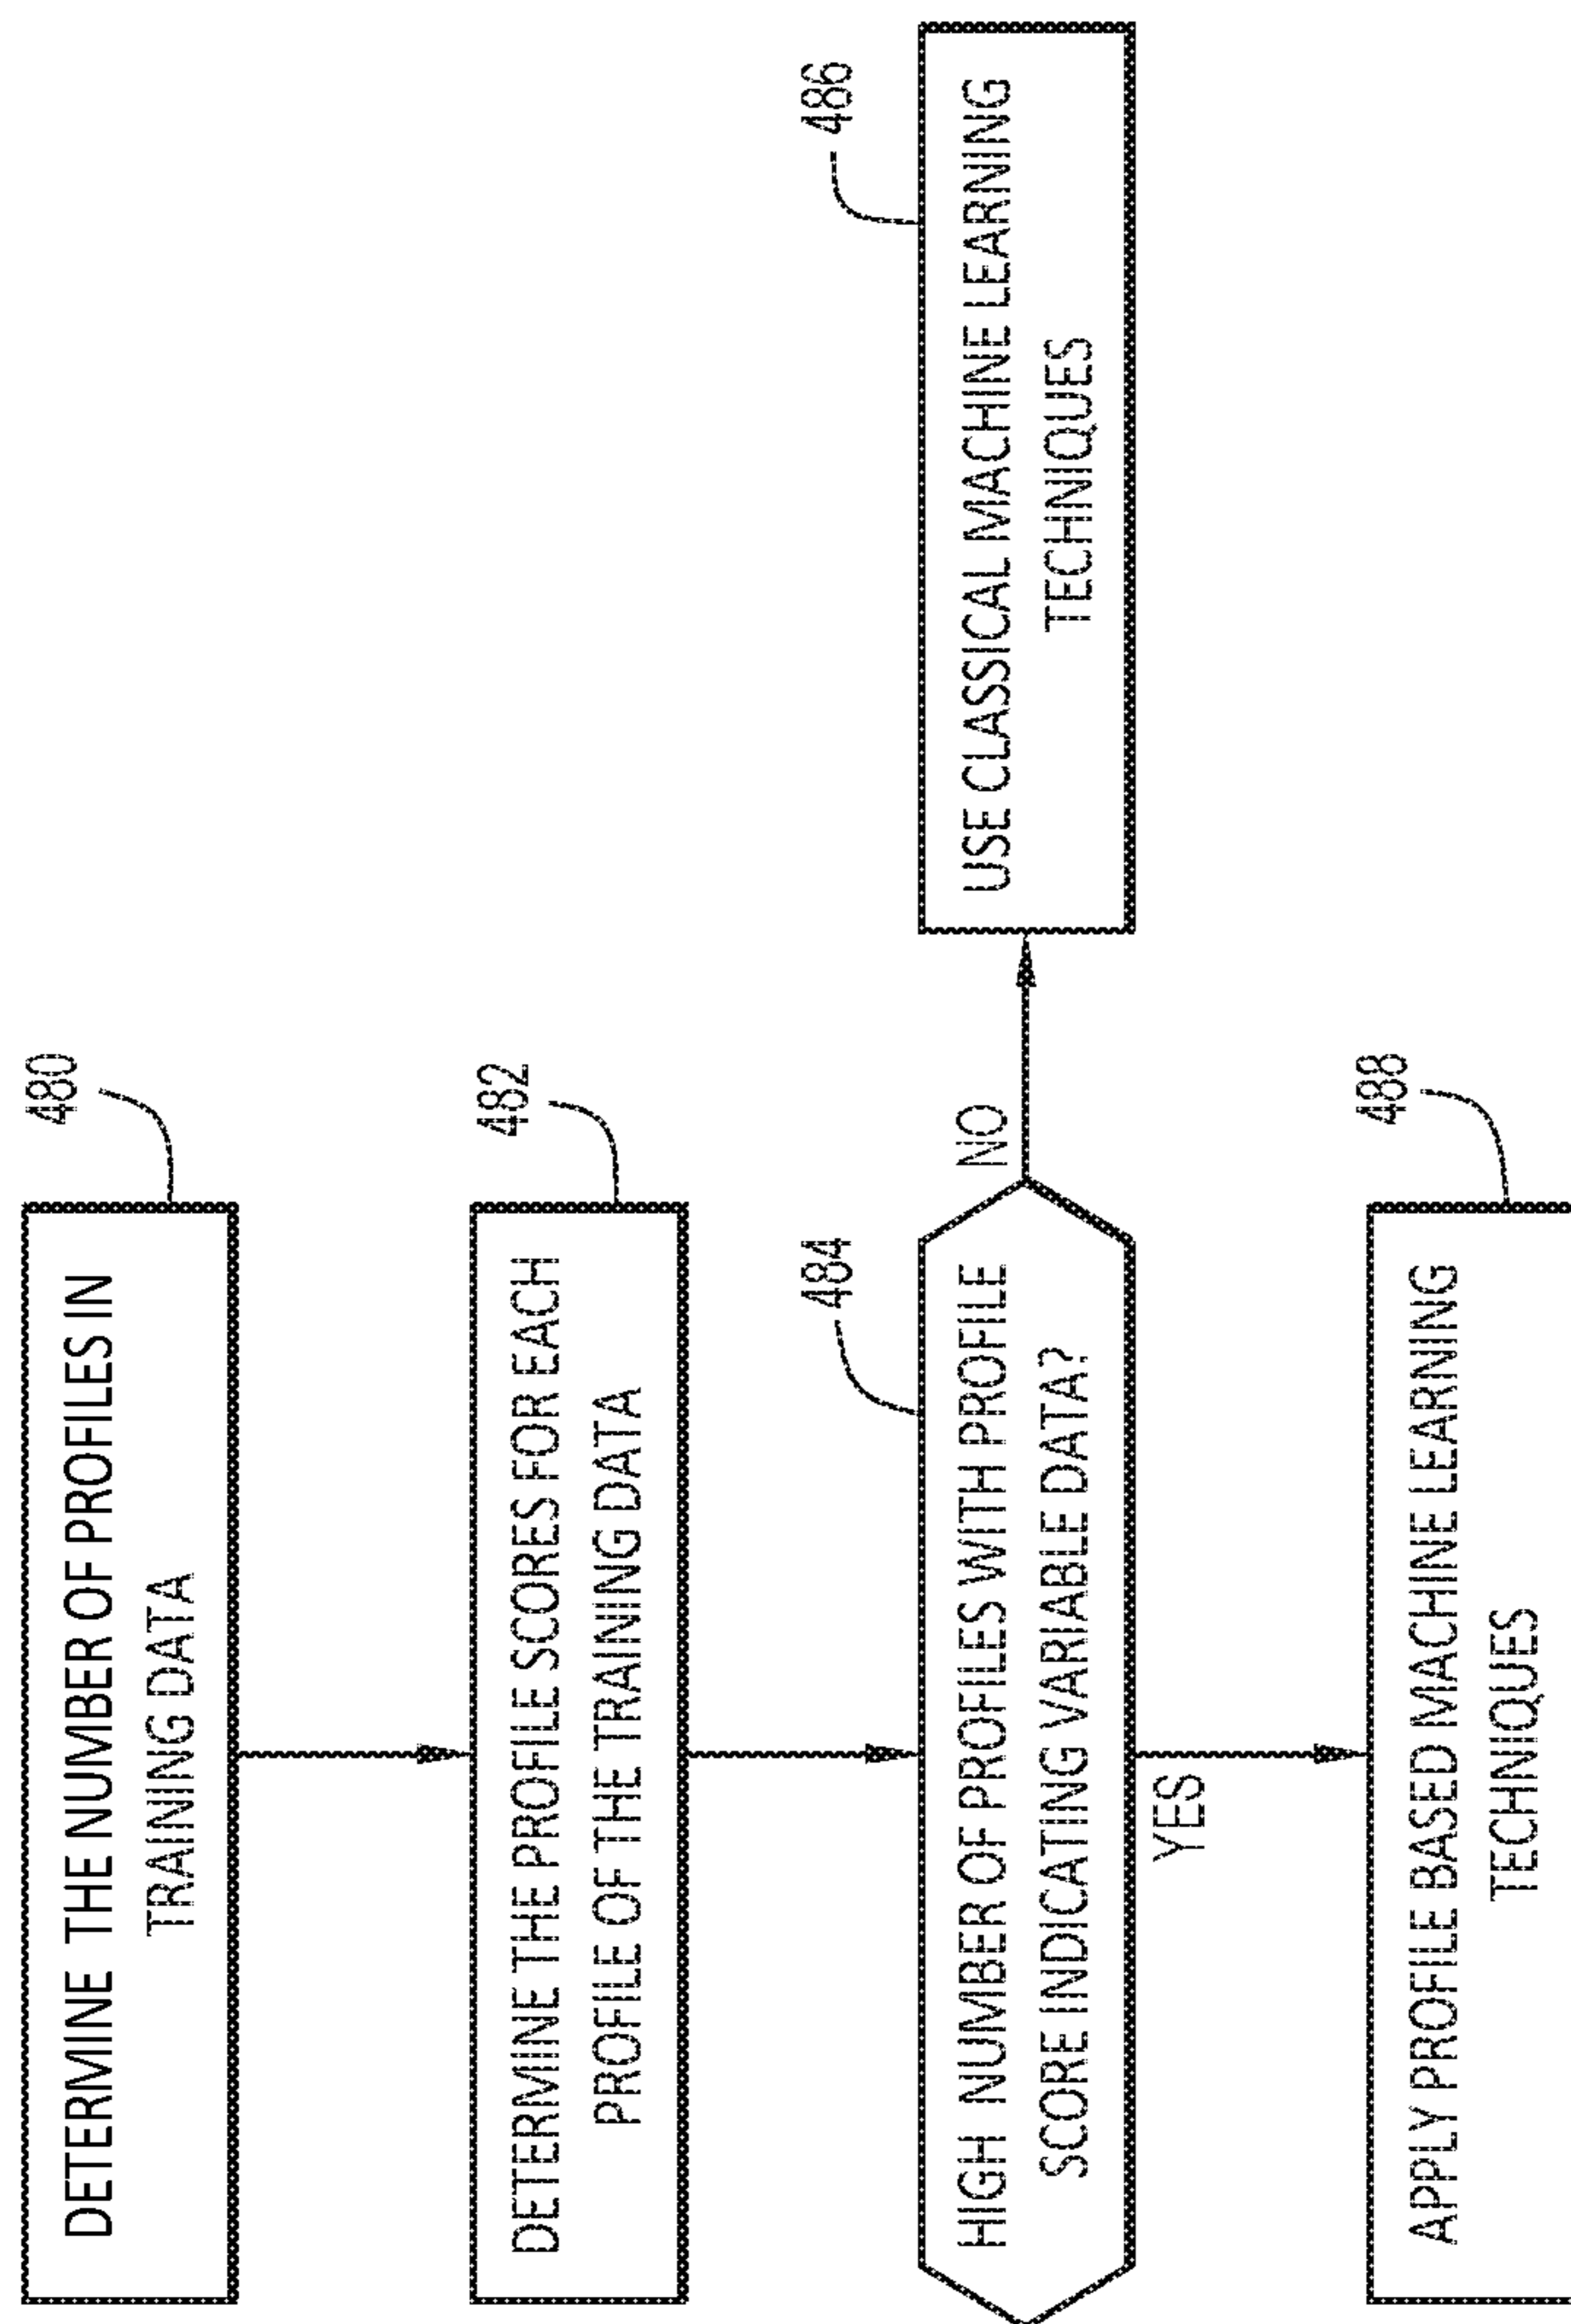 480
DETERMINE THE NUMBER OF PROFILES IN
TRAINING DATA
482
DETERMINE THE PROFILE SCORES FOR EACH
PROFILE OF THE TRAINING DATA
484
HIGH NUMBER OF PROFILES WITH PROFILE
SCORE INDICATING VARIABLE DATA?
NO
486
USE CLASSICAL MACHINE LEARNING
TECHNIQUES
YES
488
APPLY PROFILE BASED MACHINE LEARNING
TECHNIQUES